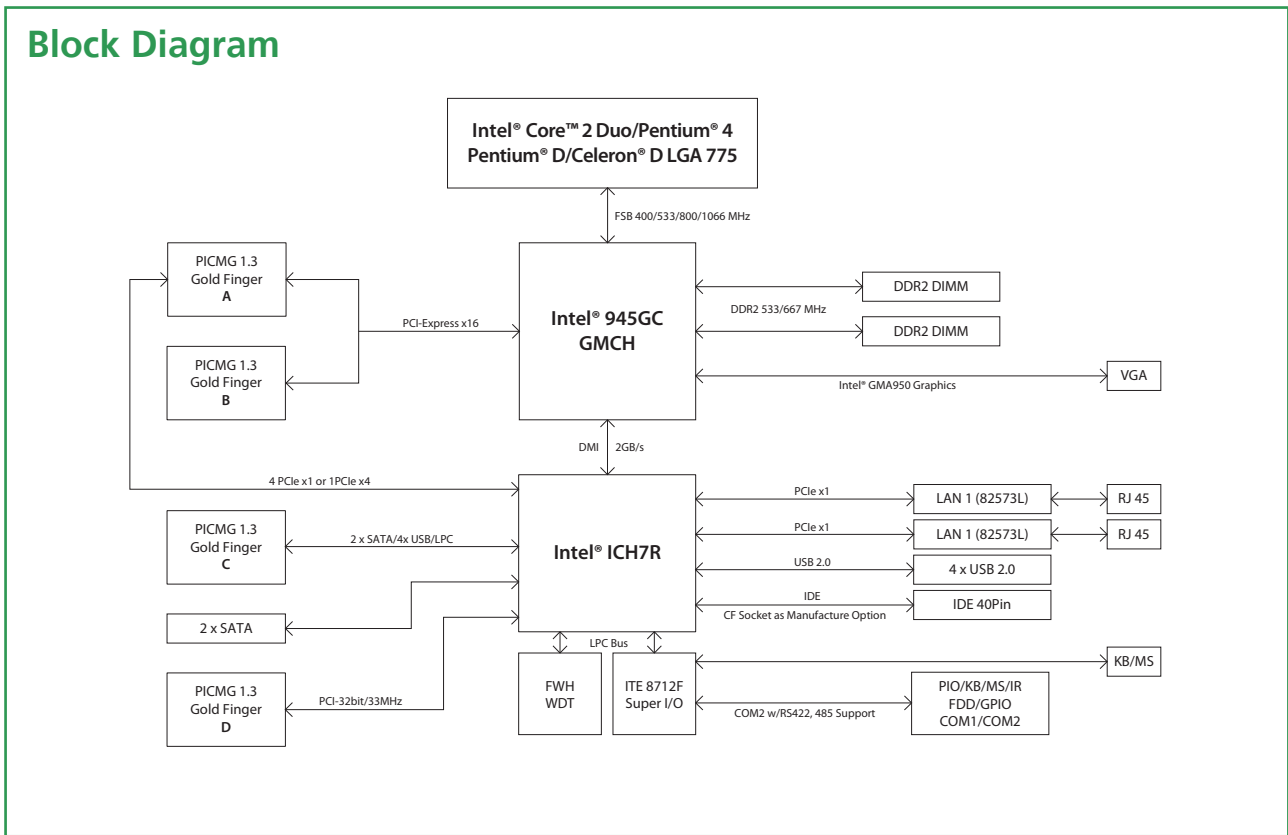 Block Diagram
Intel® Core™ 2 Duo/Pentium® 4
Pentium® D/Celeron® D LGA 775
FSB 400/533/800/1066 MHz
PICMG 1.3
Gold Finger
A
PCI-Express x16
PICMG 1.3
Gold Finger
B
Intel® 945GC
GMCH
DDR2 DIMM
DDR2 533/667 MHz
DDR2 DIMM
Intel® GMA950 Graphics
VGA
DMI
2GB/s
4 PCIe x1 or 1PCIe x4
PICMG 1.3
Gold Finger
C
2 x SATA/4x USB/LPC
Intel® ICH7R
PCIe x1
LAN 1 (82573L)
RJ 45
PCIe x1
LAN 1 (82573L)
RJ 45
USB 2.0
4 x USB 2.0
IDE
CF Socket as Manufacture Option
IDE 40Pin
2 x SATA
LPC Bus
PICMG 1.3
Gold Finger
D
PCI-32bit/33MHz
FWH
WDT
ITE 8712F
Super I/O
KB/MS
COM2 w/RS422, 485 Support
PIO/KB/MS/IR
FDD/GPIO
COM1/COM2